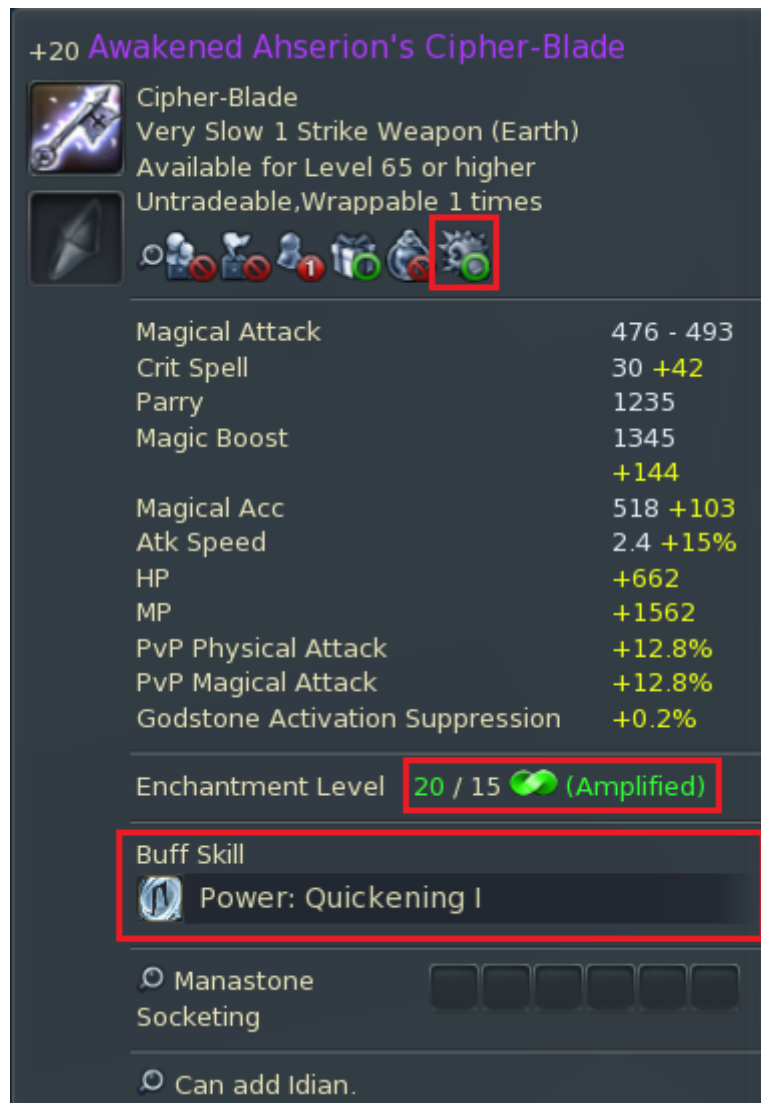 +20 Awakened Ahserion's Cipher-Blade
Cipher-Blade
Very Slow 1 Strike Weapon (Earth)
Available for Level 65 or higher
Untradeable,Wrappable 1 times
1
Magical Attack 476 - 493
Crit Spell 30 +42
Parry 1235
Magic Boost 1345
+144
Magical Acc 518 +103
Atk Speed 2.4 +15%
HP +662
MP +1562
PvP Physical Attack +12.8%
PvP Magical Attack +12.8%
Godstone Activation Suppression +0.2%
Enchantment Level 20 / 15 (Amplified)
Buff Skill
Power: Quickening I
Manastone
Socketing
Can add Idian.